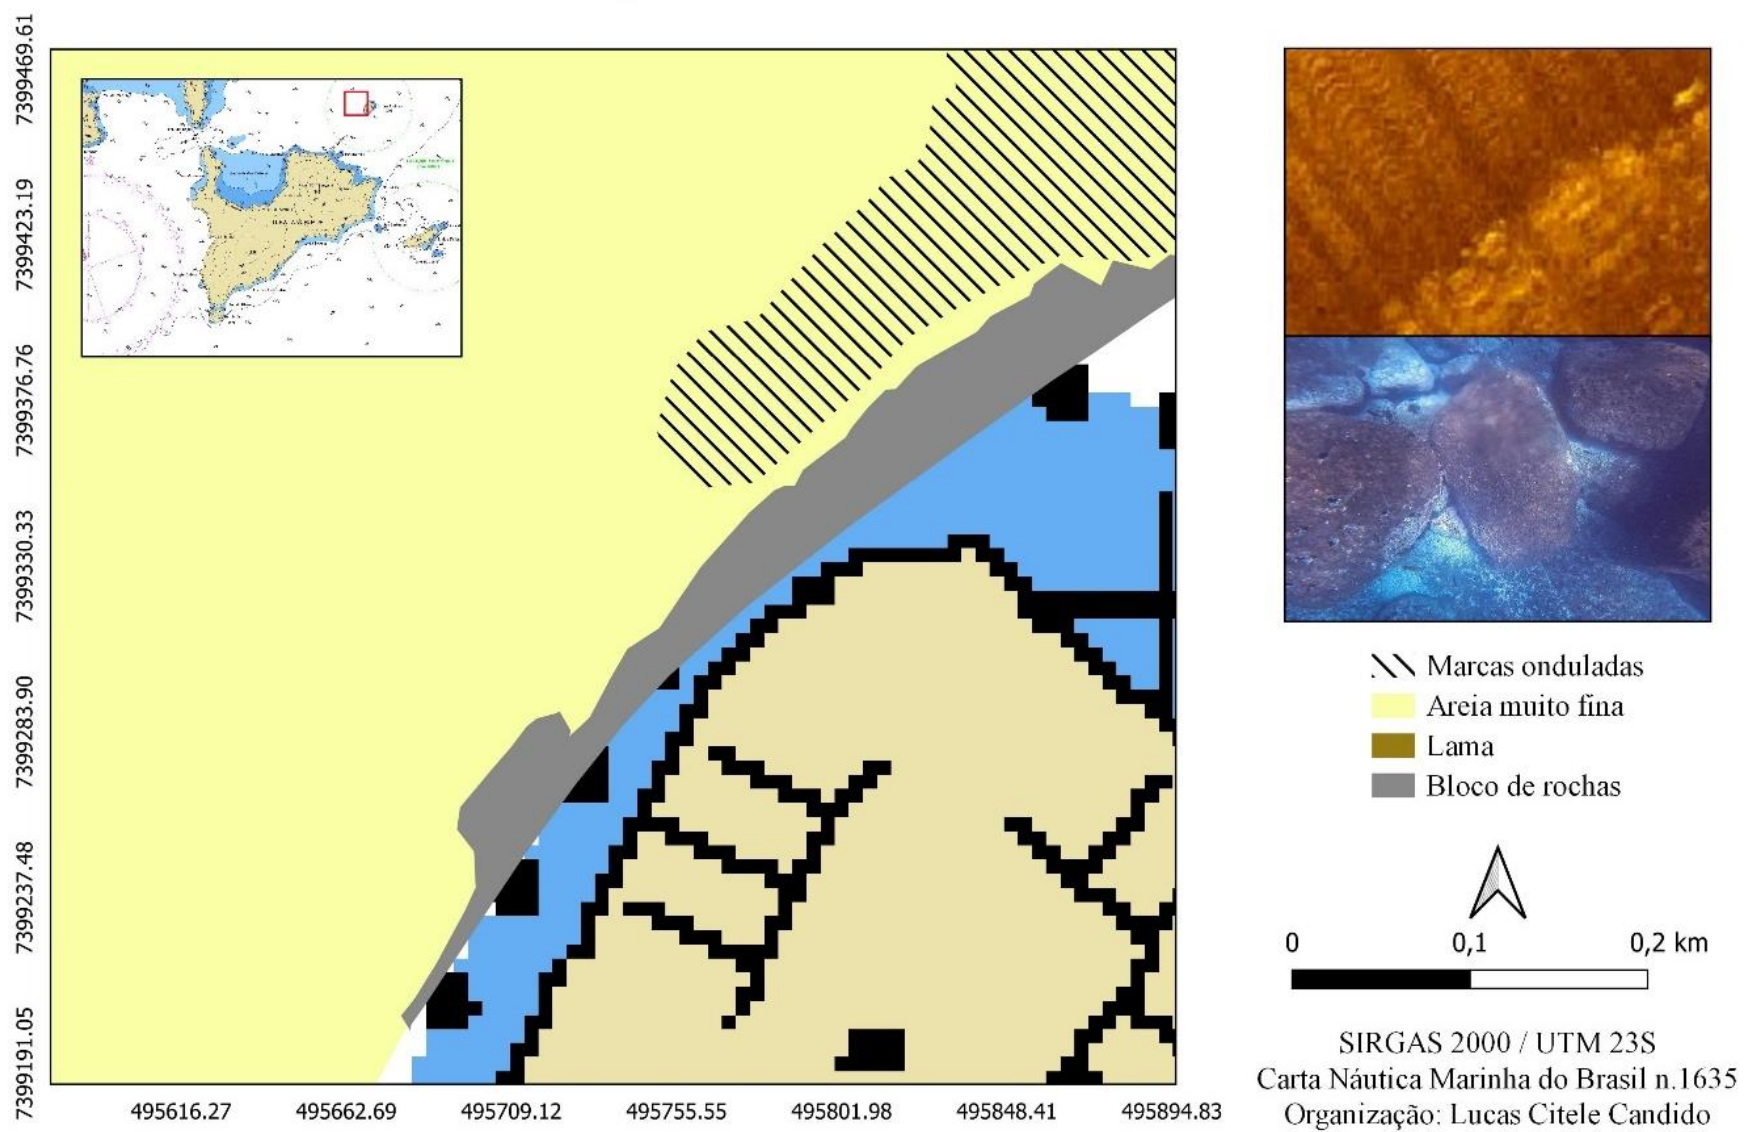 7399469.61
7399423.19
7399376.76
7399330.33
7399283.90
7399237.48
7399191.05
495616.27
495662.69
495709.12
495755.55
495801.98
495848.41
495894.83
Marcas onduladas
Areia muito fina
Lama
Bloco de rochas
0 0,1 0,2 km
SIRGAS 2000 / UTM 23S
Carta Náutica Marinha do Brasil n.1635
Organização: Lucas Citele Candido